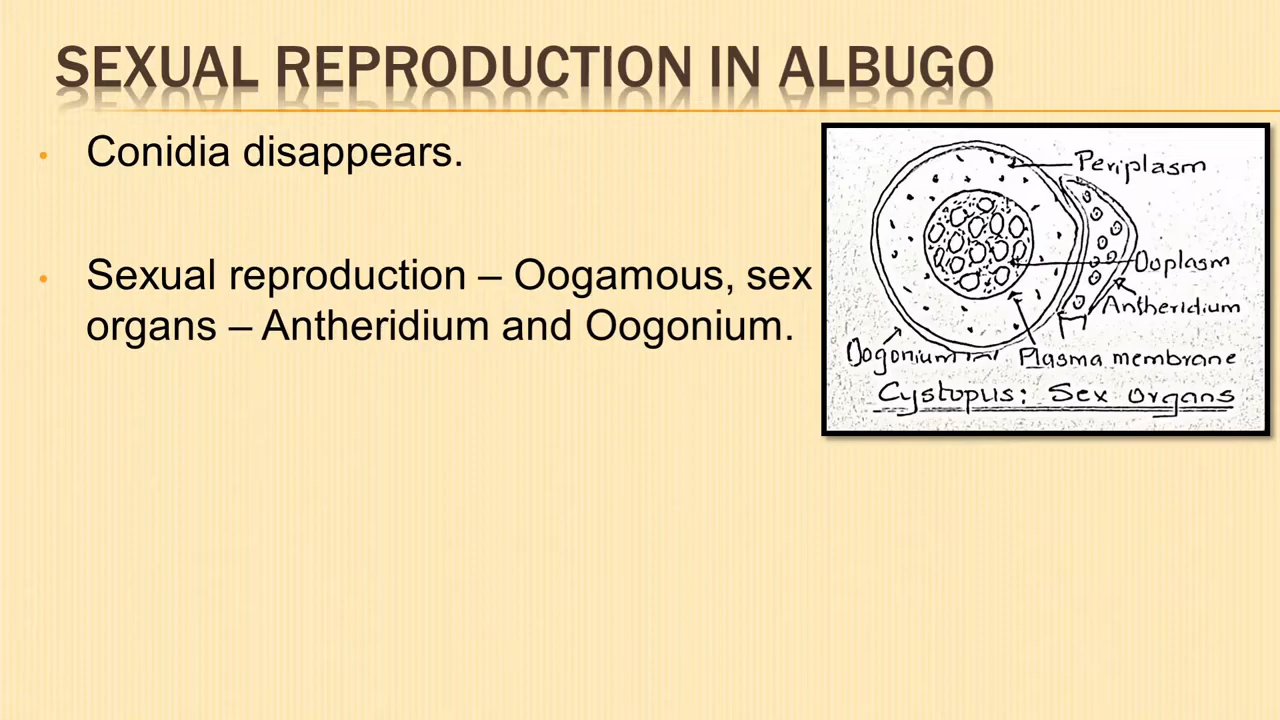 SEXUAL REPRODUCTION IN ALBUGO
• Conidia disappears.
• Sexual reproduction – Oogamous, sex
organs – Antheridium and Oogonium.
Periplasm
Ooplasm
Antheridium
Oogonium
Plasma membrane
Cystopus: Sex organs